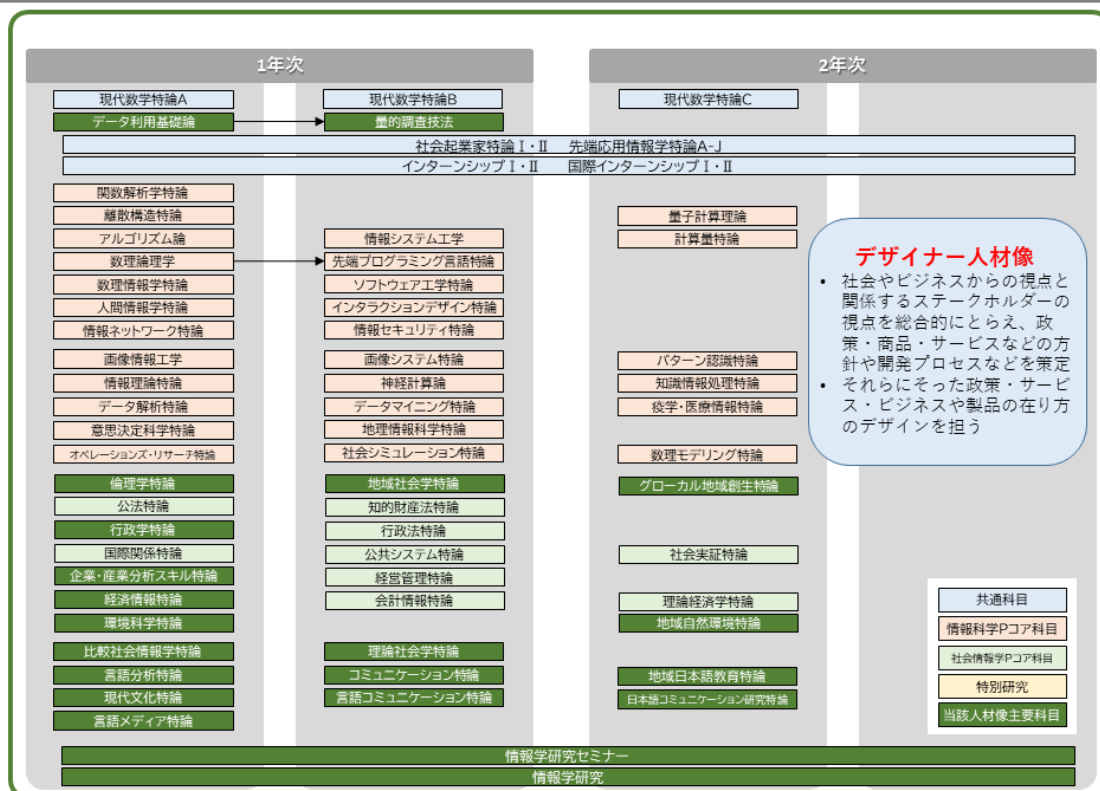 1年次
2年次
現代数学特論A
現代数学特論B
現代数学特論C
データ利用基礎論
量的調査技法
社会起業家特論Ⅰ・Ⅱ　先端応用情報学特論A-J
インターンシップⅠ・Ⅱ　国際インターンシップⅠ・Ⅱ
関数解析学特論
離散構造特論
量子計算理論
アルゴリズム論
情報システム工学
計算量特論
数理論理学
先端プログラミング言語特論
数理情報学特論
ソフトウェア工学特論
人間情報学特論
インタラクションデザイン特論
情報ネットワーク特論
情報セキュリティ特論
画像情報工学
画像システム特論
パターン認識特論
情報理論特論
神経計算論
知識情報処理特論
データ解析特論
データマイニング特論
疫学・医療情報特論
意思決定科学特論
地理情報科学特論
オペレーションズ・リサーチ特論
社会シミュレーション特論
数理モデリング特論
倫理学特論
地域社会学特論
グローカル地域創生特論
公法特論
知的財産法特論
行政学特論
行政法特論
国際関係特論
公共システム特論
社会実証特論
企業・産業分析スキル特論
経営管理特論
経済情報特論
会計情報特論
理論経済学特論
環境科学特論
地域自然環境特論
比較社会情報学特論
理論社会学特論
言語分析特論
コミュニケーション特論
地域日本語教育特論
現代文化特論
言語コミュニケーション特論
日本語コミュニケーション研究特論
言語メディア特論
情報学研究セミナー
情報学研究
デザイナー人材像
• 社会やビジネスからの視点と
関係するステークホルダーの
視点を総合的にとらえ、政
策・商品・サービスなどの方
針や開発プロセスなどを策定
• それらにそった政策・サービ
ス・ビジネスや製品の在り方
のデザインを担う
共通科目
情報科学Pコア科目
社会情報学Pコア科目
特別研究
当該人材像主要科目